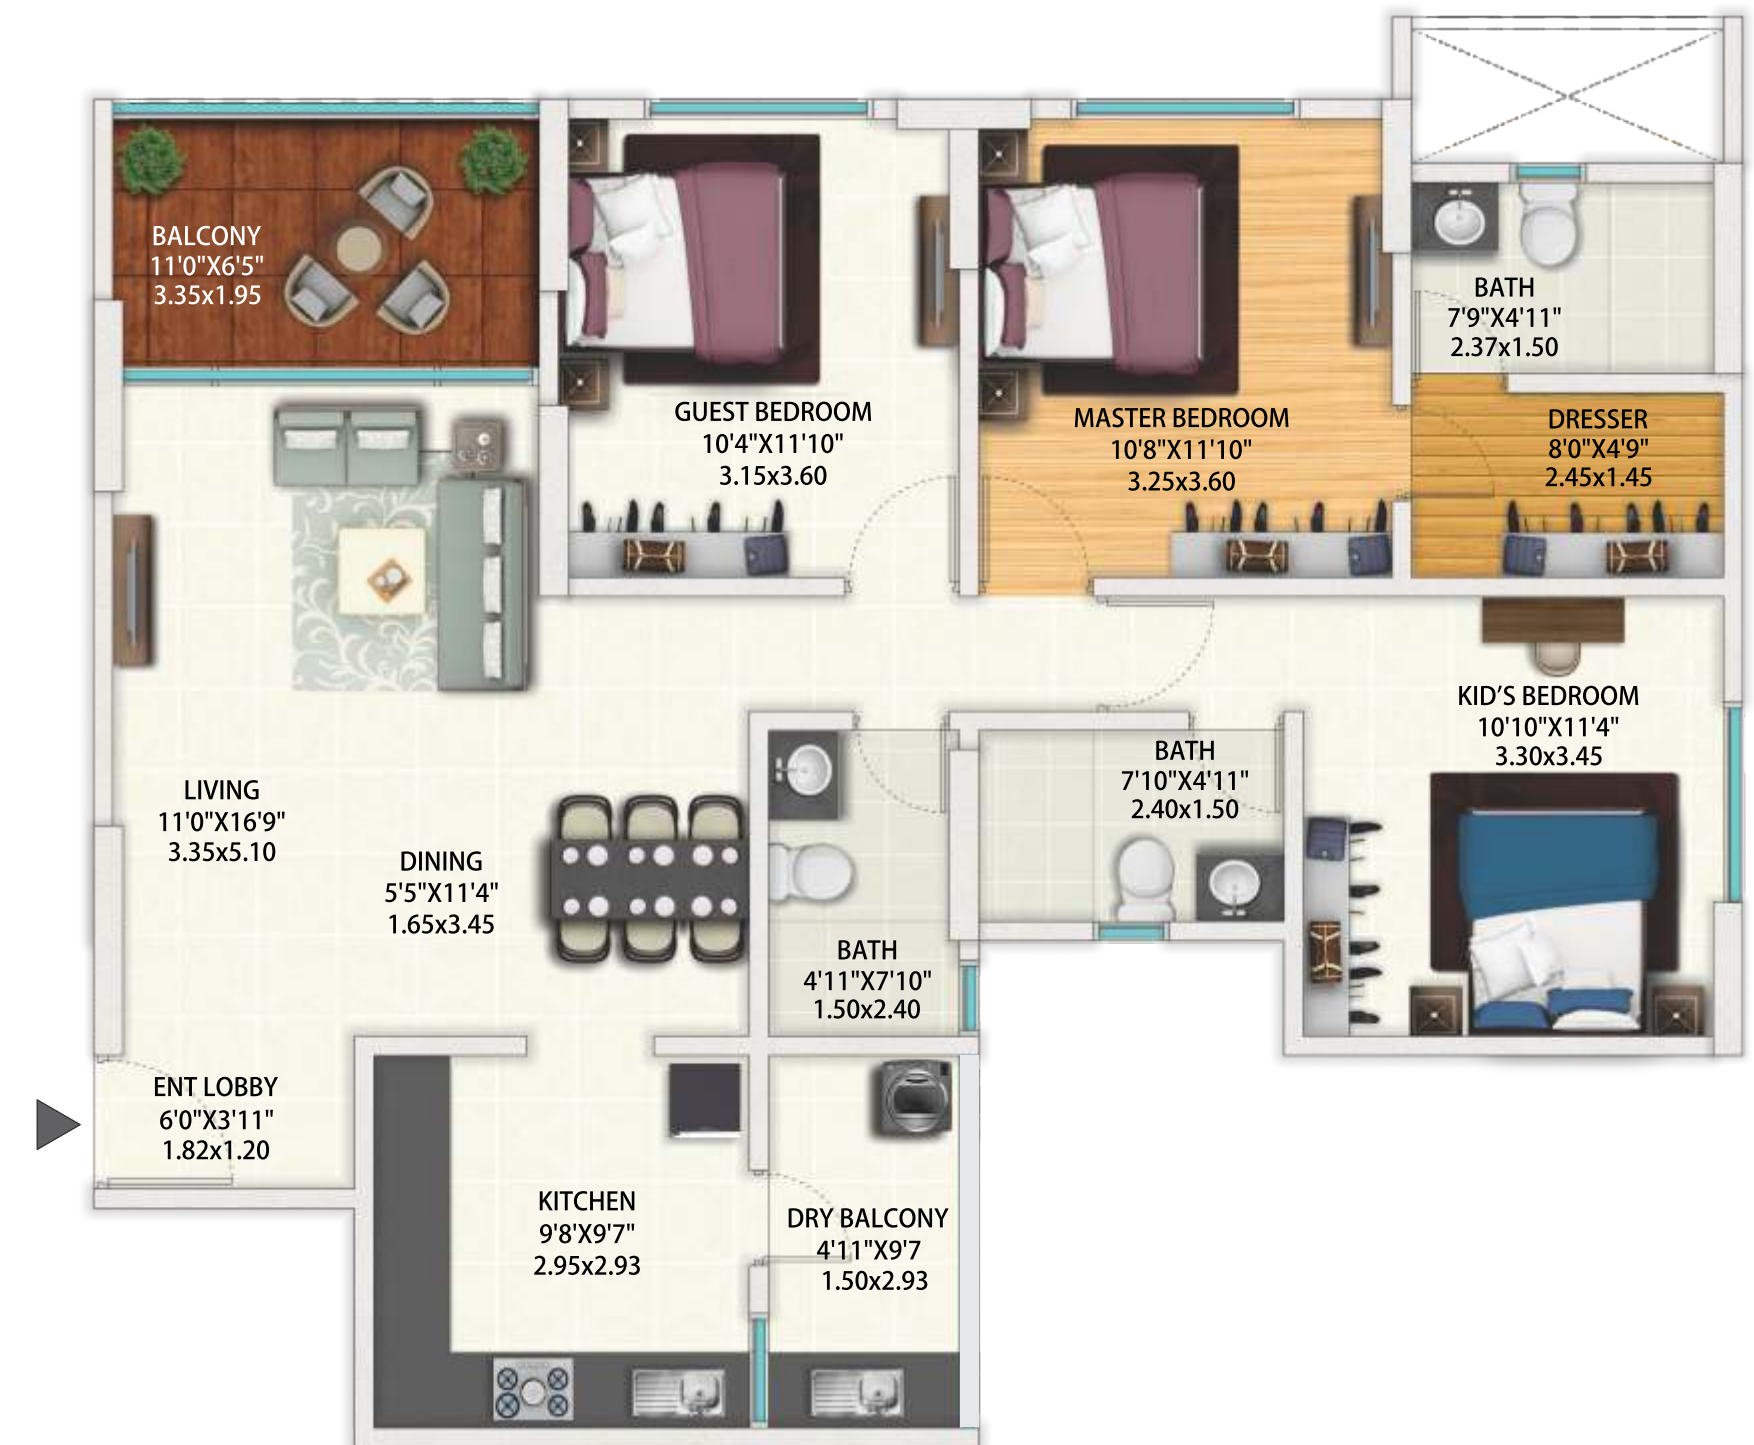 BALCONY
11'0"X6'5"
3.35x1.95
GUEST BEDROOM
10'4"X11'10"
3.15x3.60
MASTER BEDROOM
10'8"X11'10"
3.25x3.60
BATH
7'9"X4'11"
2.37x1.50
DRESSER
8'0"X4'9"
2.45x1.45
KID'S BEDROOM
10'10"X11'4"
3.30x3.45
LIVING
11'0"X16'9"
3.35x5.10
DINING
5'5"X11'4"
1.65x3.45
BATH
7'10"X4'11"
2.40x1.50
BATH
4'11"X7'10"
1.50x2.40
ENT LOBBY
6'0"X3'11"
1.82x1.20
KITCHEN
9'8'X9'7"
2.95x2.93
DRY BALCONY
4'11"X9'7
1.50x2.93